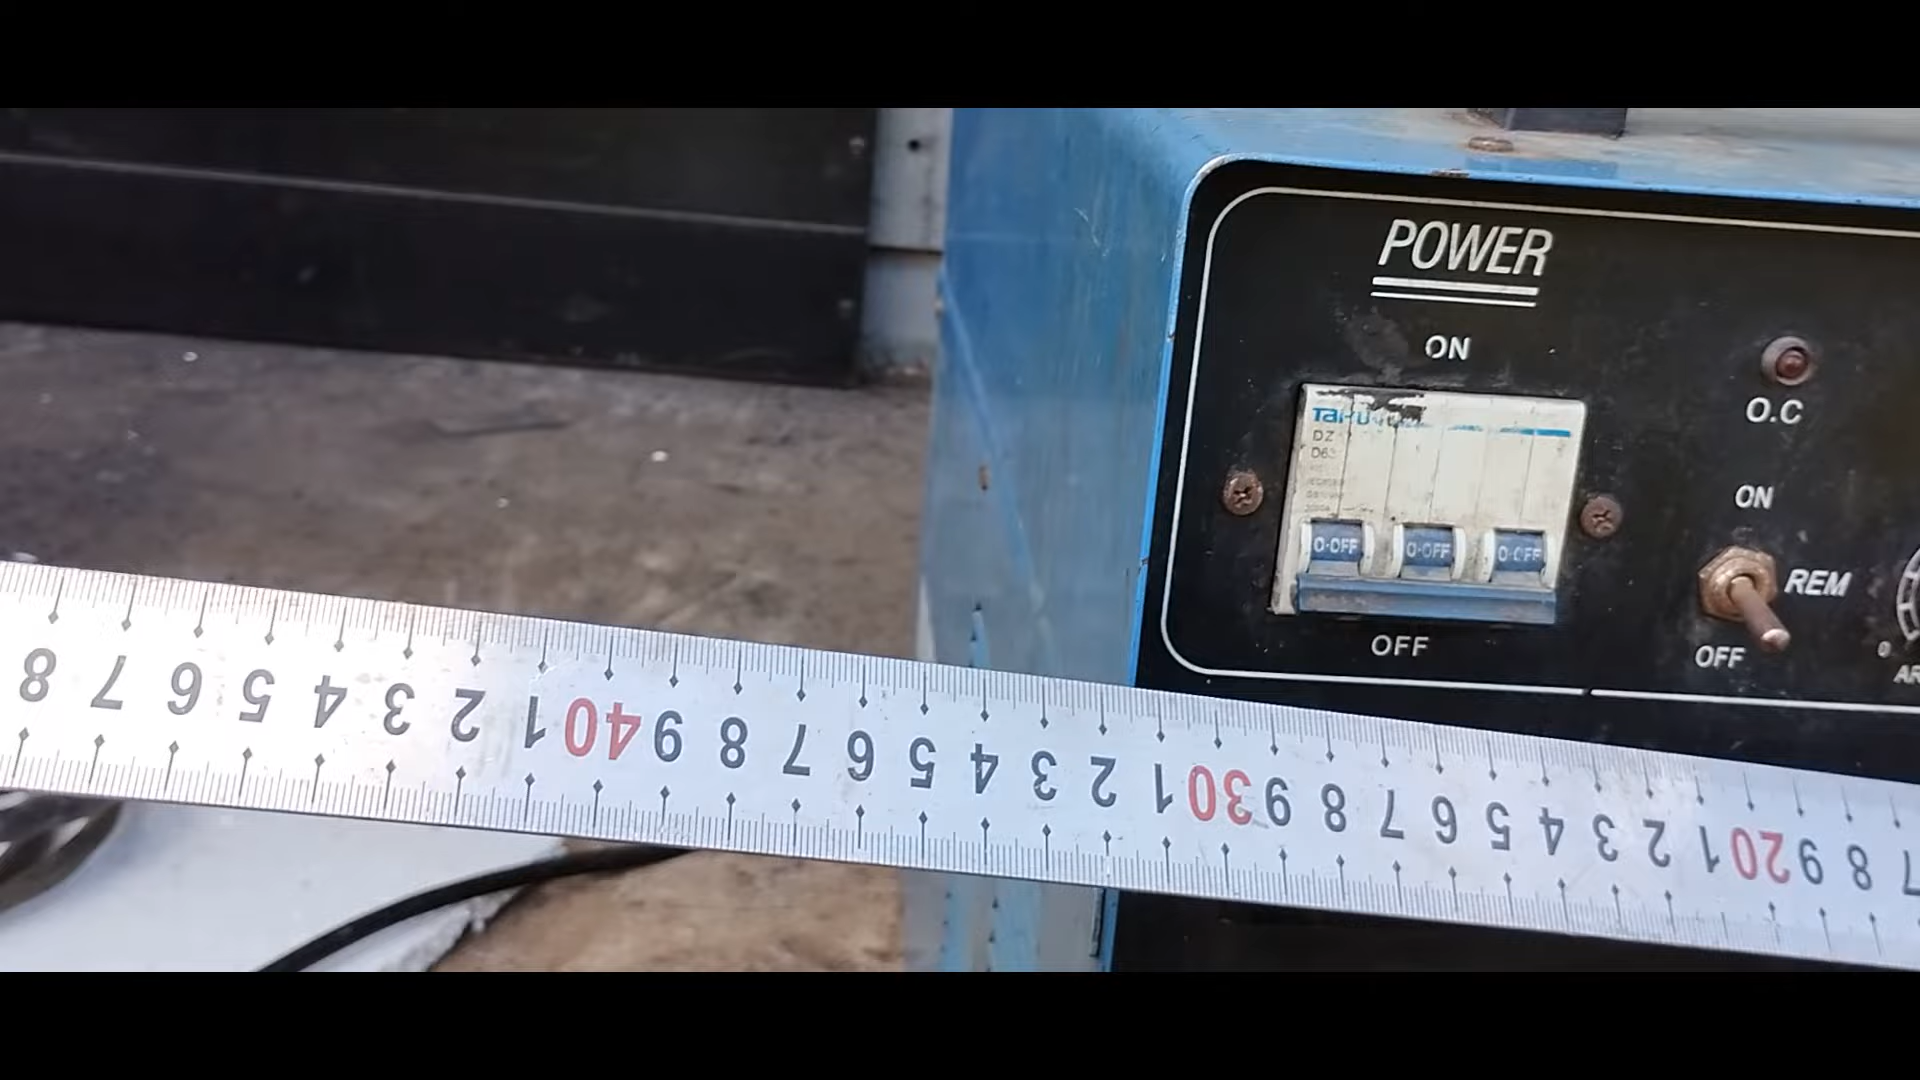 POWER
ON
O.C
DZ
D63
ON
O-OFF O-OFF O-OFF
REM
OFF
OFF
0
8 7 6 5 4 3 2 1 40 9 8 7 6 5 4 3 2 1 30 9 8 7 6 5 4 3 2 1 20 9 8 7